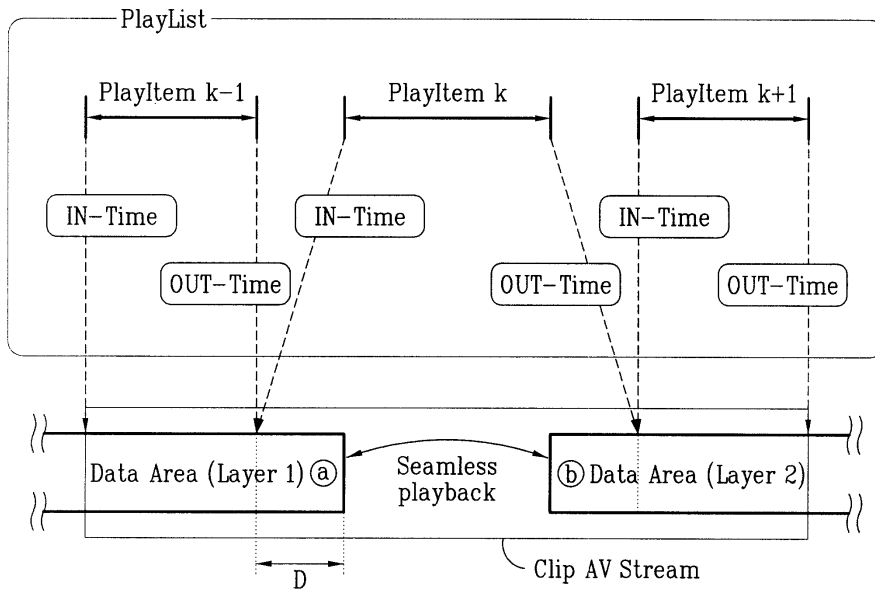 PlayList
PlayItem k-1
PlayItem k
PlayItem k+1
IN-Time
IN-Time
IN-Time
OUT-Time
OUT-Time
OUT-Time
Data Area (Layer 1) ⓐ
Seamless
playback
ⓑ Data Area (Layer 2)
D
Clip AV Stream